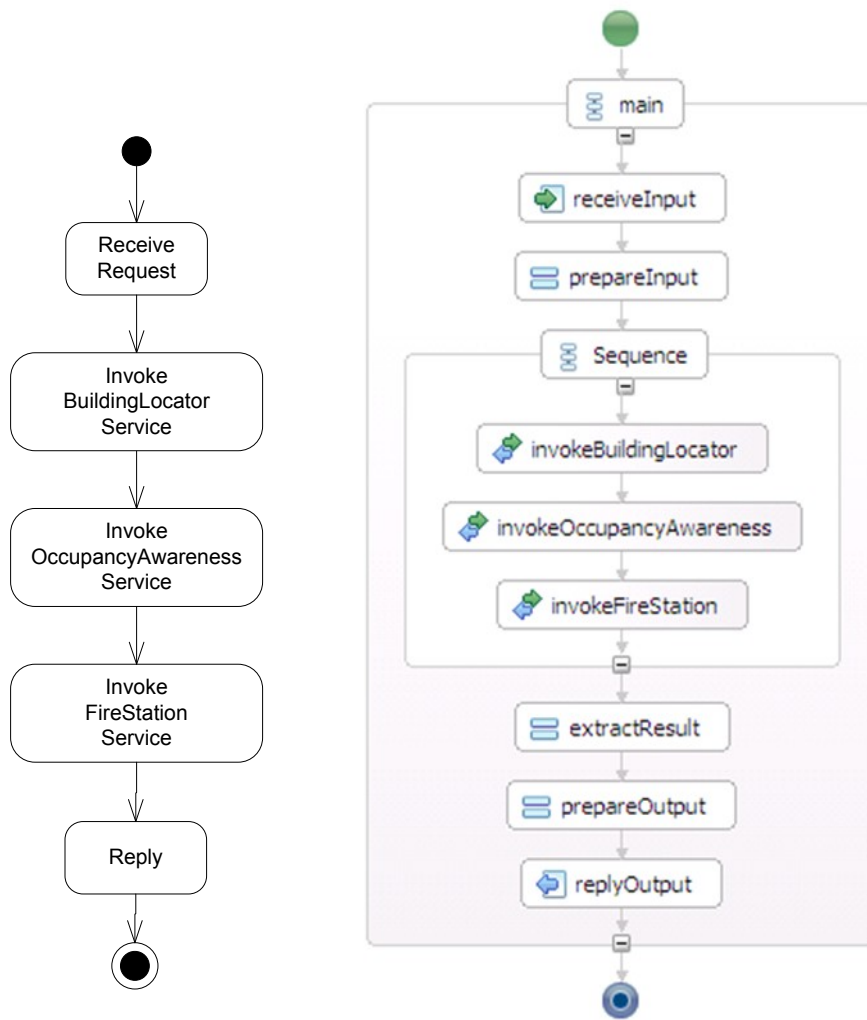 Receive
Request
Invoke
BuildingLocator
Service
Invoke
OccupancyAwareness
Service
Invoke
FireStation
Service
Reply
main
receiveInput
prepareInput
Sequence
invokeBuildingLocator
invokeOccupancyAwareness
invokeFireStation
extractResult
prepareOutput
replyOutput